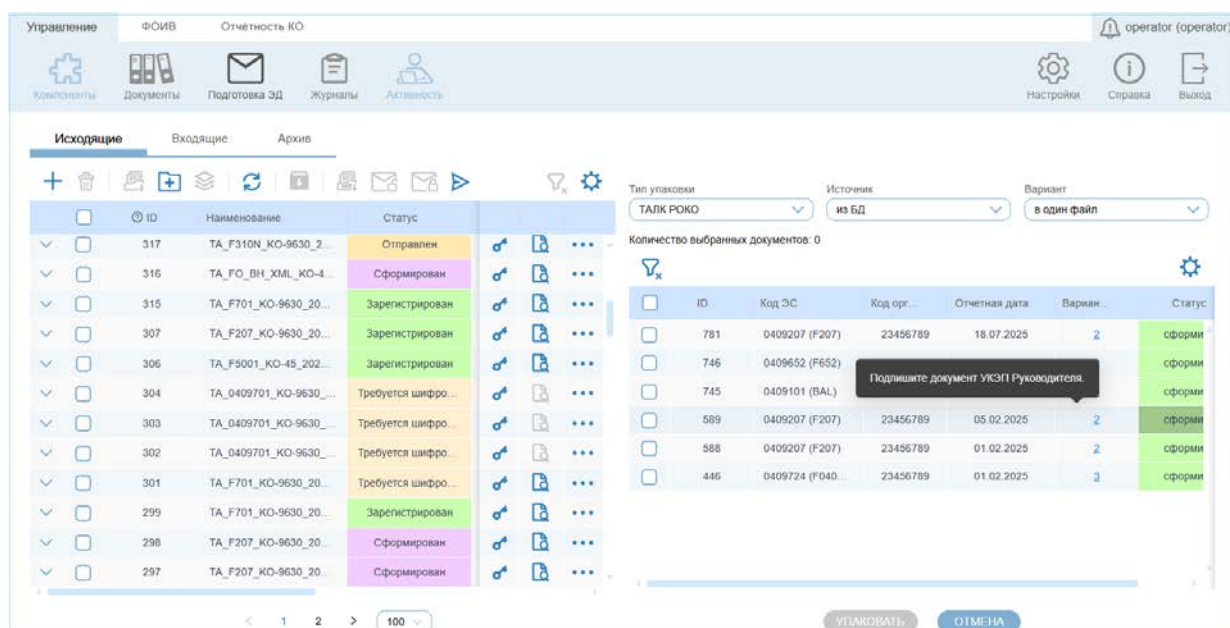 Управление ФОИВ Отчетность КО operator (operator)
Компоненты Документы Подготовка ЭД Журналы Активность Настройки Справка Выход
Исходящие Входящие Архив
Тип упаковки Источник Вариант
ТАЛК РОКО из БД в один файл
Количество выбранных документов: 0
ID Наименование Статус
317 TA_F310N_KO-9630_2... Отправлен
316 TA_FO_BH_XML_KO-4... Сформирован
315 TA_F701_KO-9630_20... Зарегистрирован
307 TA_F207_KO-9630_20... Зарегистрирован
306 TA_F5001_KO-45_202... Зарегистрирован
304 TA_0409701_KO-9630_... Требуется шифро...
303 TA_0409701_KO-9630_... Требуется шифро...
302 TA_0409701_KO-9630_... Требуется шифро...
301 TA_F701_KO-9630_20... Требуется шифро...
299 TA_F701_KO-9630_20... Зарегистрирован
298 TA_F207_KO-9630_20... Сформирован
297 TA_F207_KO-9630_20... Сформирован
< 1 2 > 100
ID Код ЭС Код орг... Отчетная дата Вариан... Статус
781 0409207 (F207) 23456789 18.07.2025 2 сформи
746 0409652 (F652) сформи
Подпишите документ УКЭП Руководителя.
745 0409101 (BAL) сформи
589 0409207 (F207) 23456789 05.02.2025 2 сформи
588 0409207 (F207) 23456789 01.02.2025 2 сформи
446 0409724 (F040... 23456789 01.02.2025 3 сформи
УПАКОВАТЬ ОТМЕНА